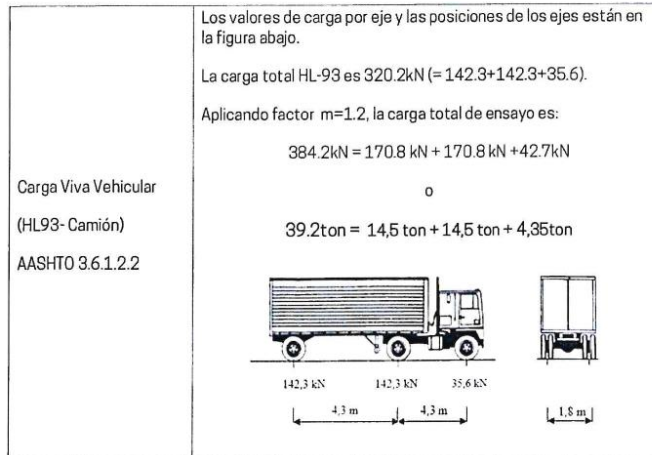 Los valores de carga por eje y las posiciones de los ejes están en
la figura abajo.
La carga total HL-93 es 320.2kN (= 142.3+142.3+35.6).
Aplicando factor m=1.2, la carga total de ensayo es:
384.2kN = 170.8 kN + 170.8 kN +42.7kN
o
39.2ton = 14,5 ton + 14,5 ton + 4,35ton
Carga Viva Vehicular
(HL93- Camión)
AASHTO 3.6.1.2.2
142,3 kN 142,3 kN 35,6 kN
4,3 m 4,3 m 1,8 m